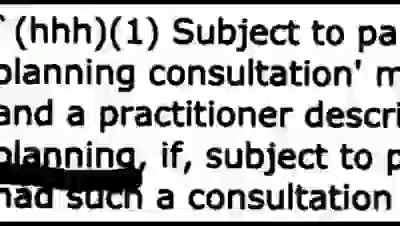 (hhh)(1) Subject to pa
planning consultation' m
and a practitioner descri
planning, if, subject to p
had such a consultation